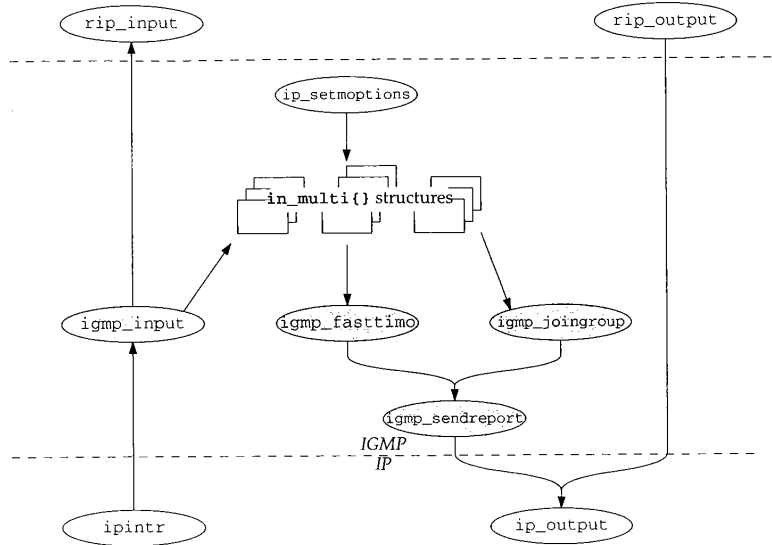 rip_input
rip_output
ip_setmoptions
in_multi{} structures
igmp_input
igmp_fasttimo
igmp_joingroup
igmp_sendreport
IGMP
IP
ipintr
ip_output